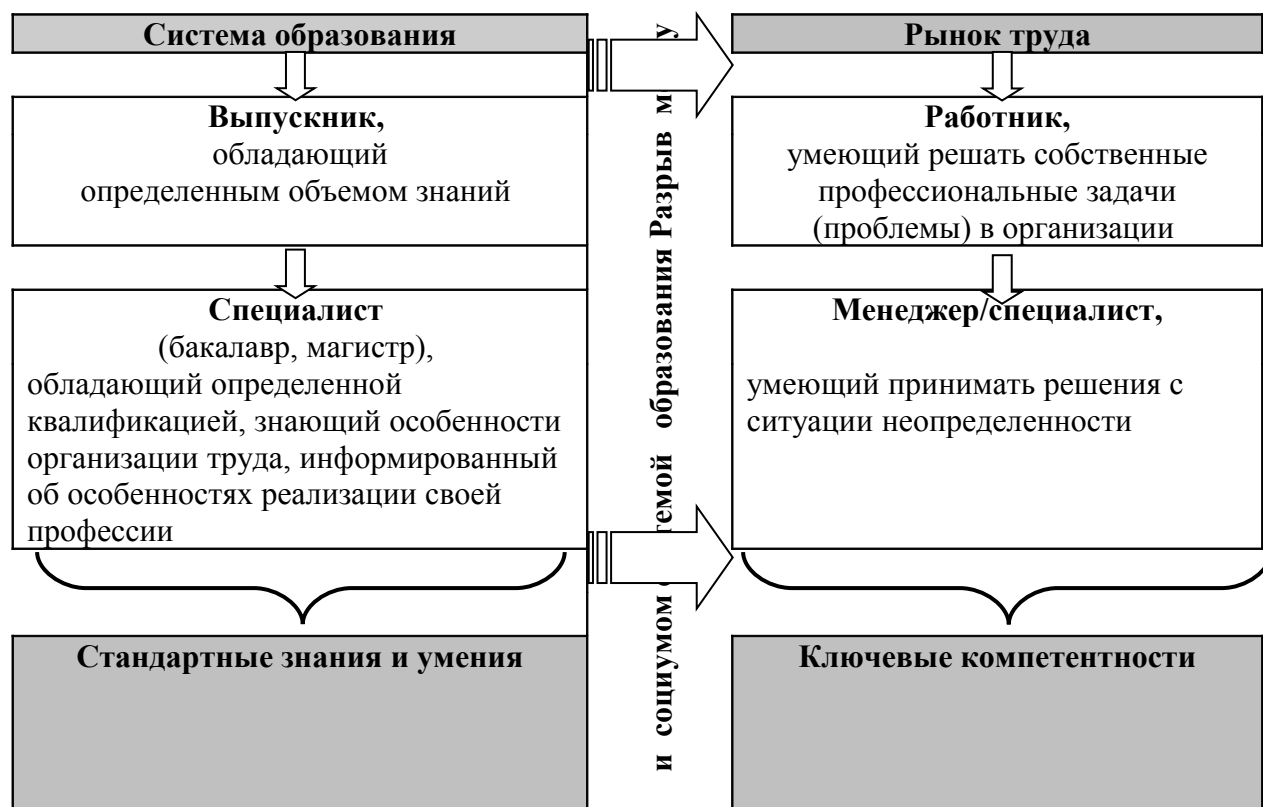 Система образования
Выпускник,
обладающий
определенным объемом знаний
Специалист
(бакалавр, магистр),
обладающий определенной
квалификацией, знающий особенности
организации труда, информированный
об особенностях реализации своей
профессии
Стандартные знания и умения
и социумом образования Разрыв
Рынок труда
Работник,
умеющий решать собственные
профессиональные задачи
(проблемы) в организации
Менеджер/специалист,
умеющий принимать решения с
ситуации неопределенности
Ключевые компетентности